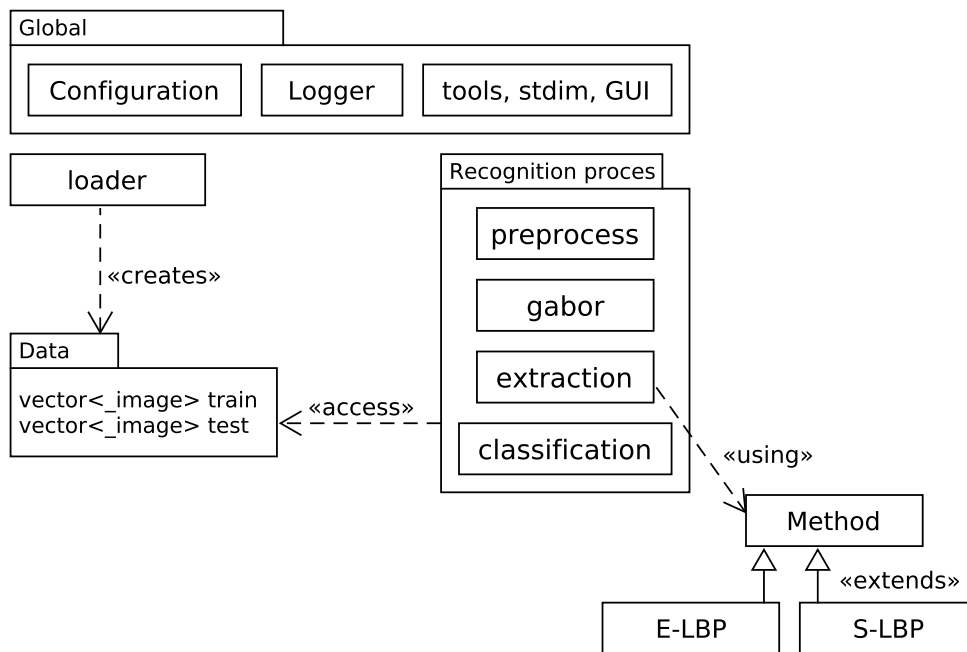 Global
Configuration
Logger
tools, stdim, GUI
loader
«creates»
Data
vector<_image> train
vector<_image> test
«access»
Recognition proces
preprocess
gabor
extraction
classification
«using»
Method
«extends»
E-LBP
S-LBP